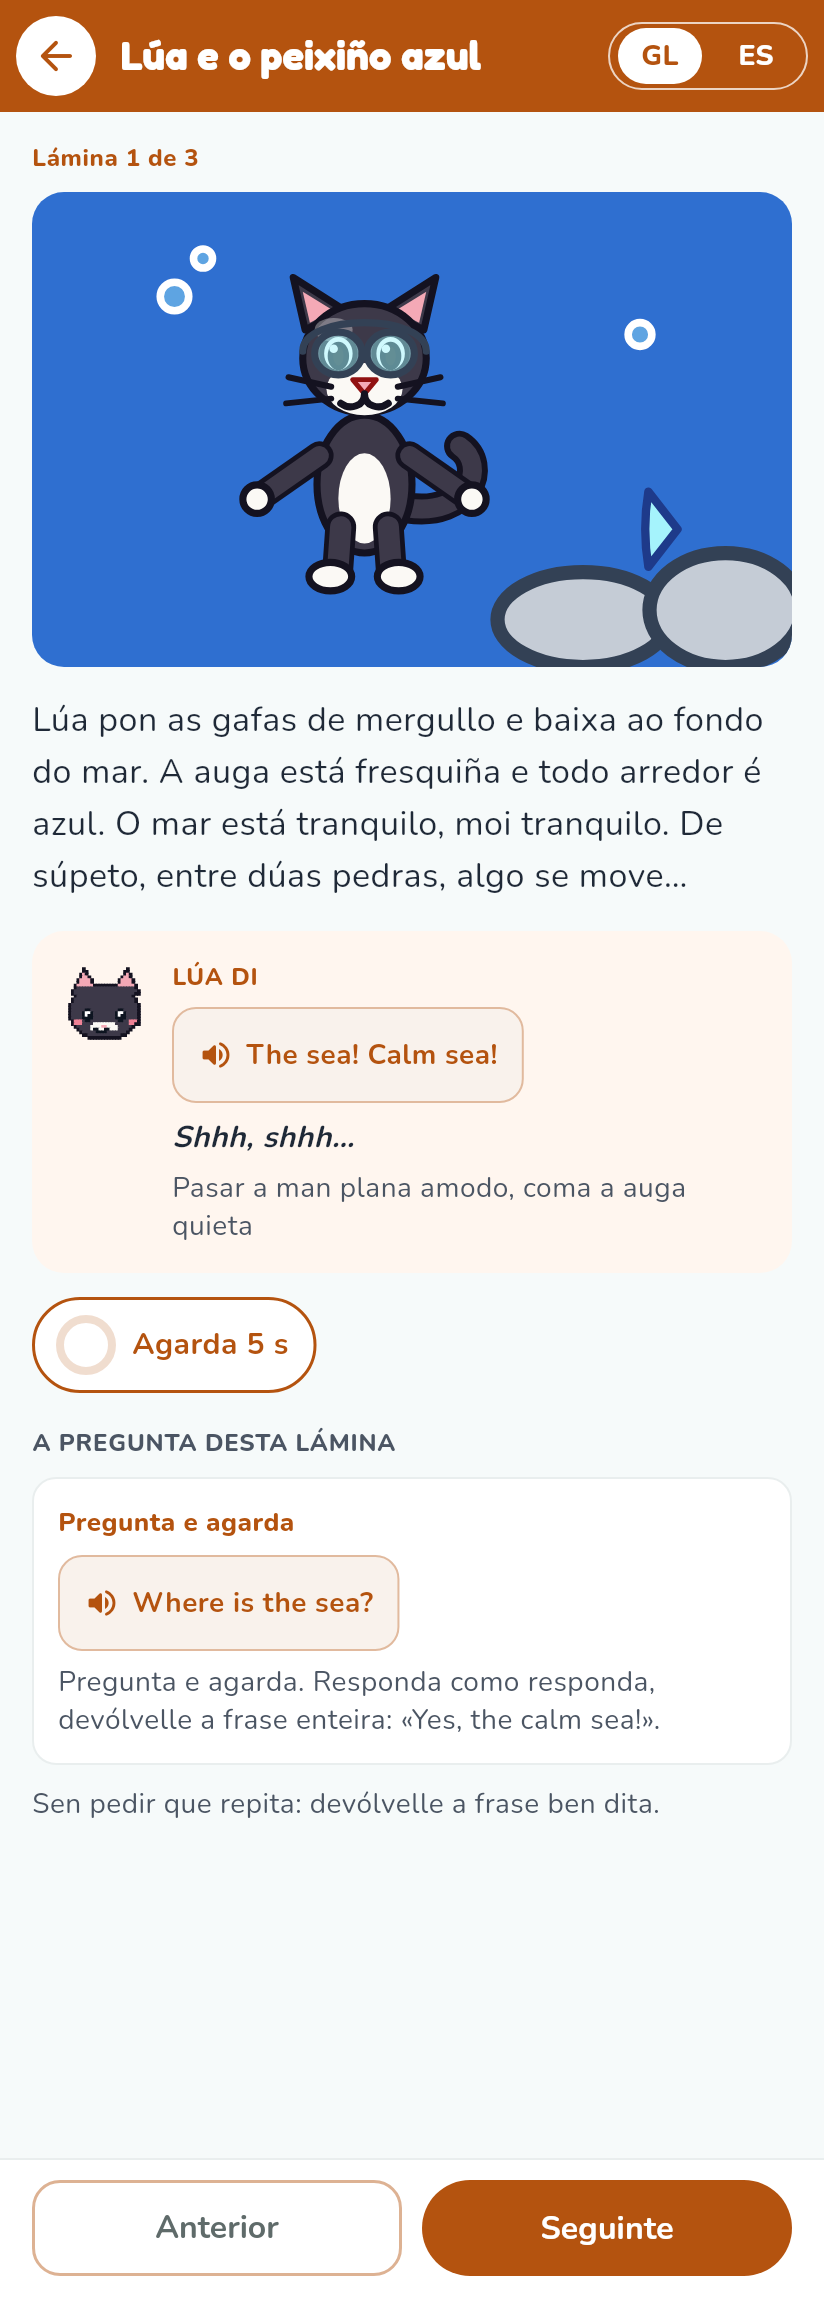 Lúa e o peixiño azul
GL ES
Lámina 1 de 3
Lúa pon as gafas de mergullo e baixa ao fondo
do mar. A auga está fresquiña e todo arredor é
azul. O mar está tranquilo, moi tranquilo. De
súpeto, entre dúas pedras, algo se move...
LÚA DI
The sea! Calm sea!
Shhh, shhh...
Pasar a man plana amodo, coma a auga
quieta
Agarda 5 s
A PREGUNTA DESTA LÁMINA
Pregunta e agarda
Where is the sea?
Pregunta e agarda. Responda como responda,
devólvelle a frase enteira: «Yes, the calm sea!».
Sen pedir que repita: devólvelle a frase ben dita.
Anterior
Seguinte